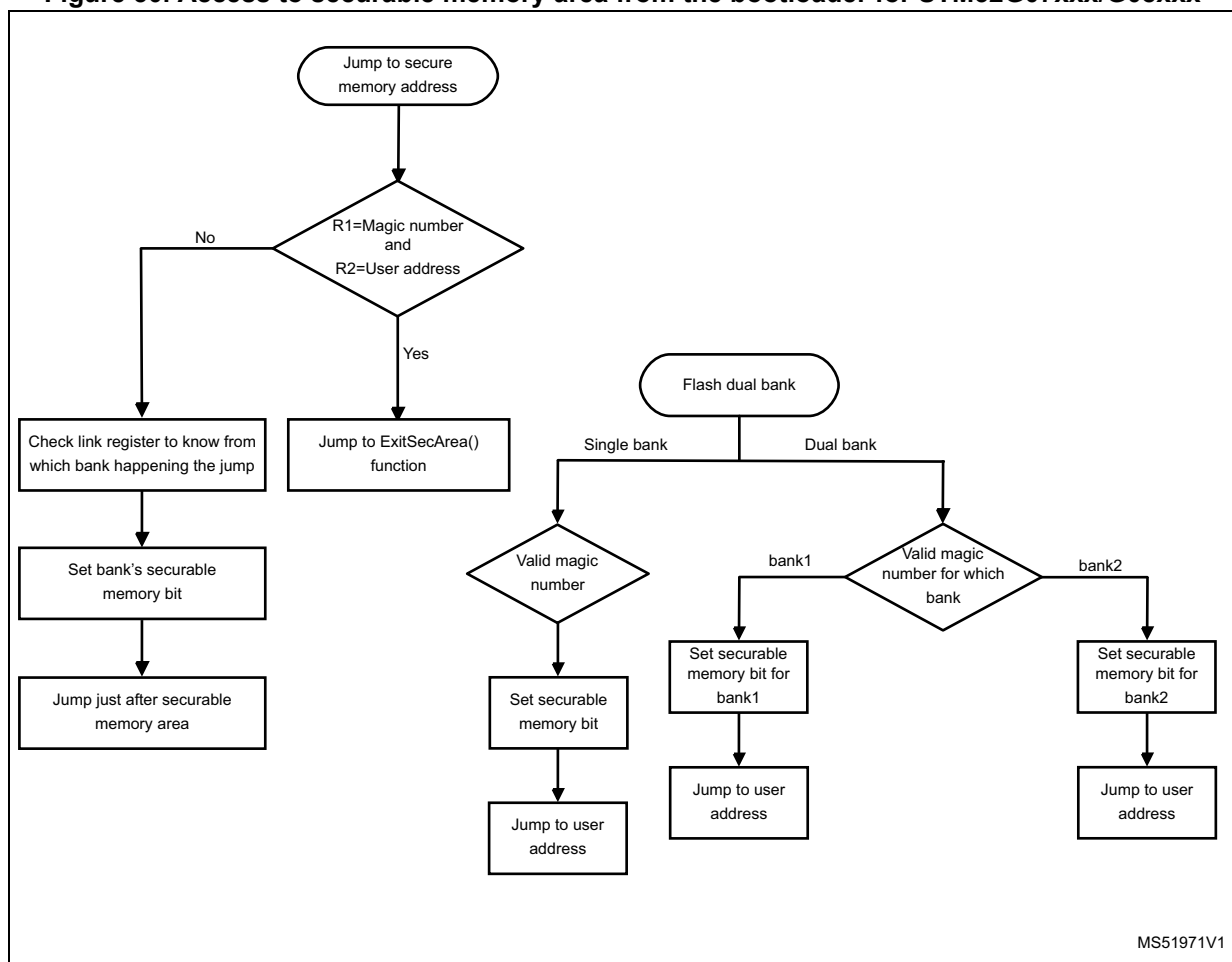 Jump to secure
memory address
R1=Magic number
and
R2=User address
No
Yes
Check link register to know from
which bank happening the jump
Jump to ExitSecArea()
function
Set bank's securable
memory bit
Jump just after securable
memory area
Flash dual bank
Single bank
Dual bank
Valid magic
number
Valid magic
number for which
bank
bank1
bank2
Set securable
memory bit
Set securable
memory bit for
bank1
Set securable
memory bit for
bank2
Jump to user
address
Jump to user
address
Jump to user
address
MS51971V1